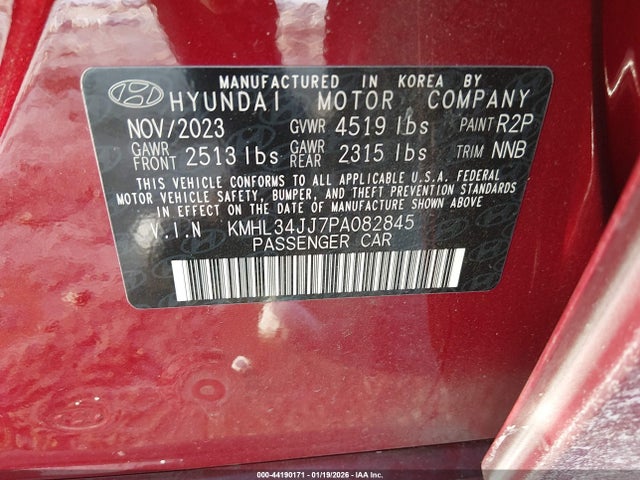 MANUFACTURED IN KOREA BY
HYUNDAI MOTOR COMPANY
NOV/2023 GVWR 4519 lbs PAINT R2P
GAWR FRONT 2513 lbs GAWR REAR 2315 lbs TRIM NNB
THIS VEHICLE CONFORMS TO ALL APPLICABLE U.S.A. FEDERAL
MOTOR VEHICLE SAFETY, BUMPER, AND THEFT PREVENTION STANDARDS
IN EFFECT ON THE DATE OF MANUFACTURE SHOWN ABOVE.
V.I.N KMHL34JJ7PA082845
PASSENGER CAR
000-44190171 | 01/19/2026 | IAA Inc.